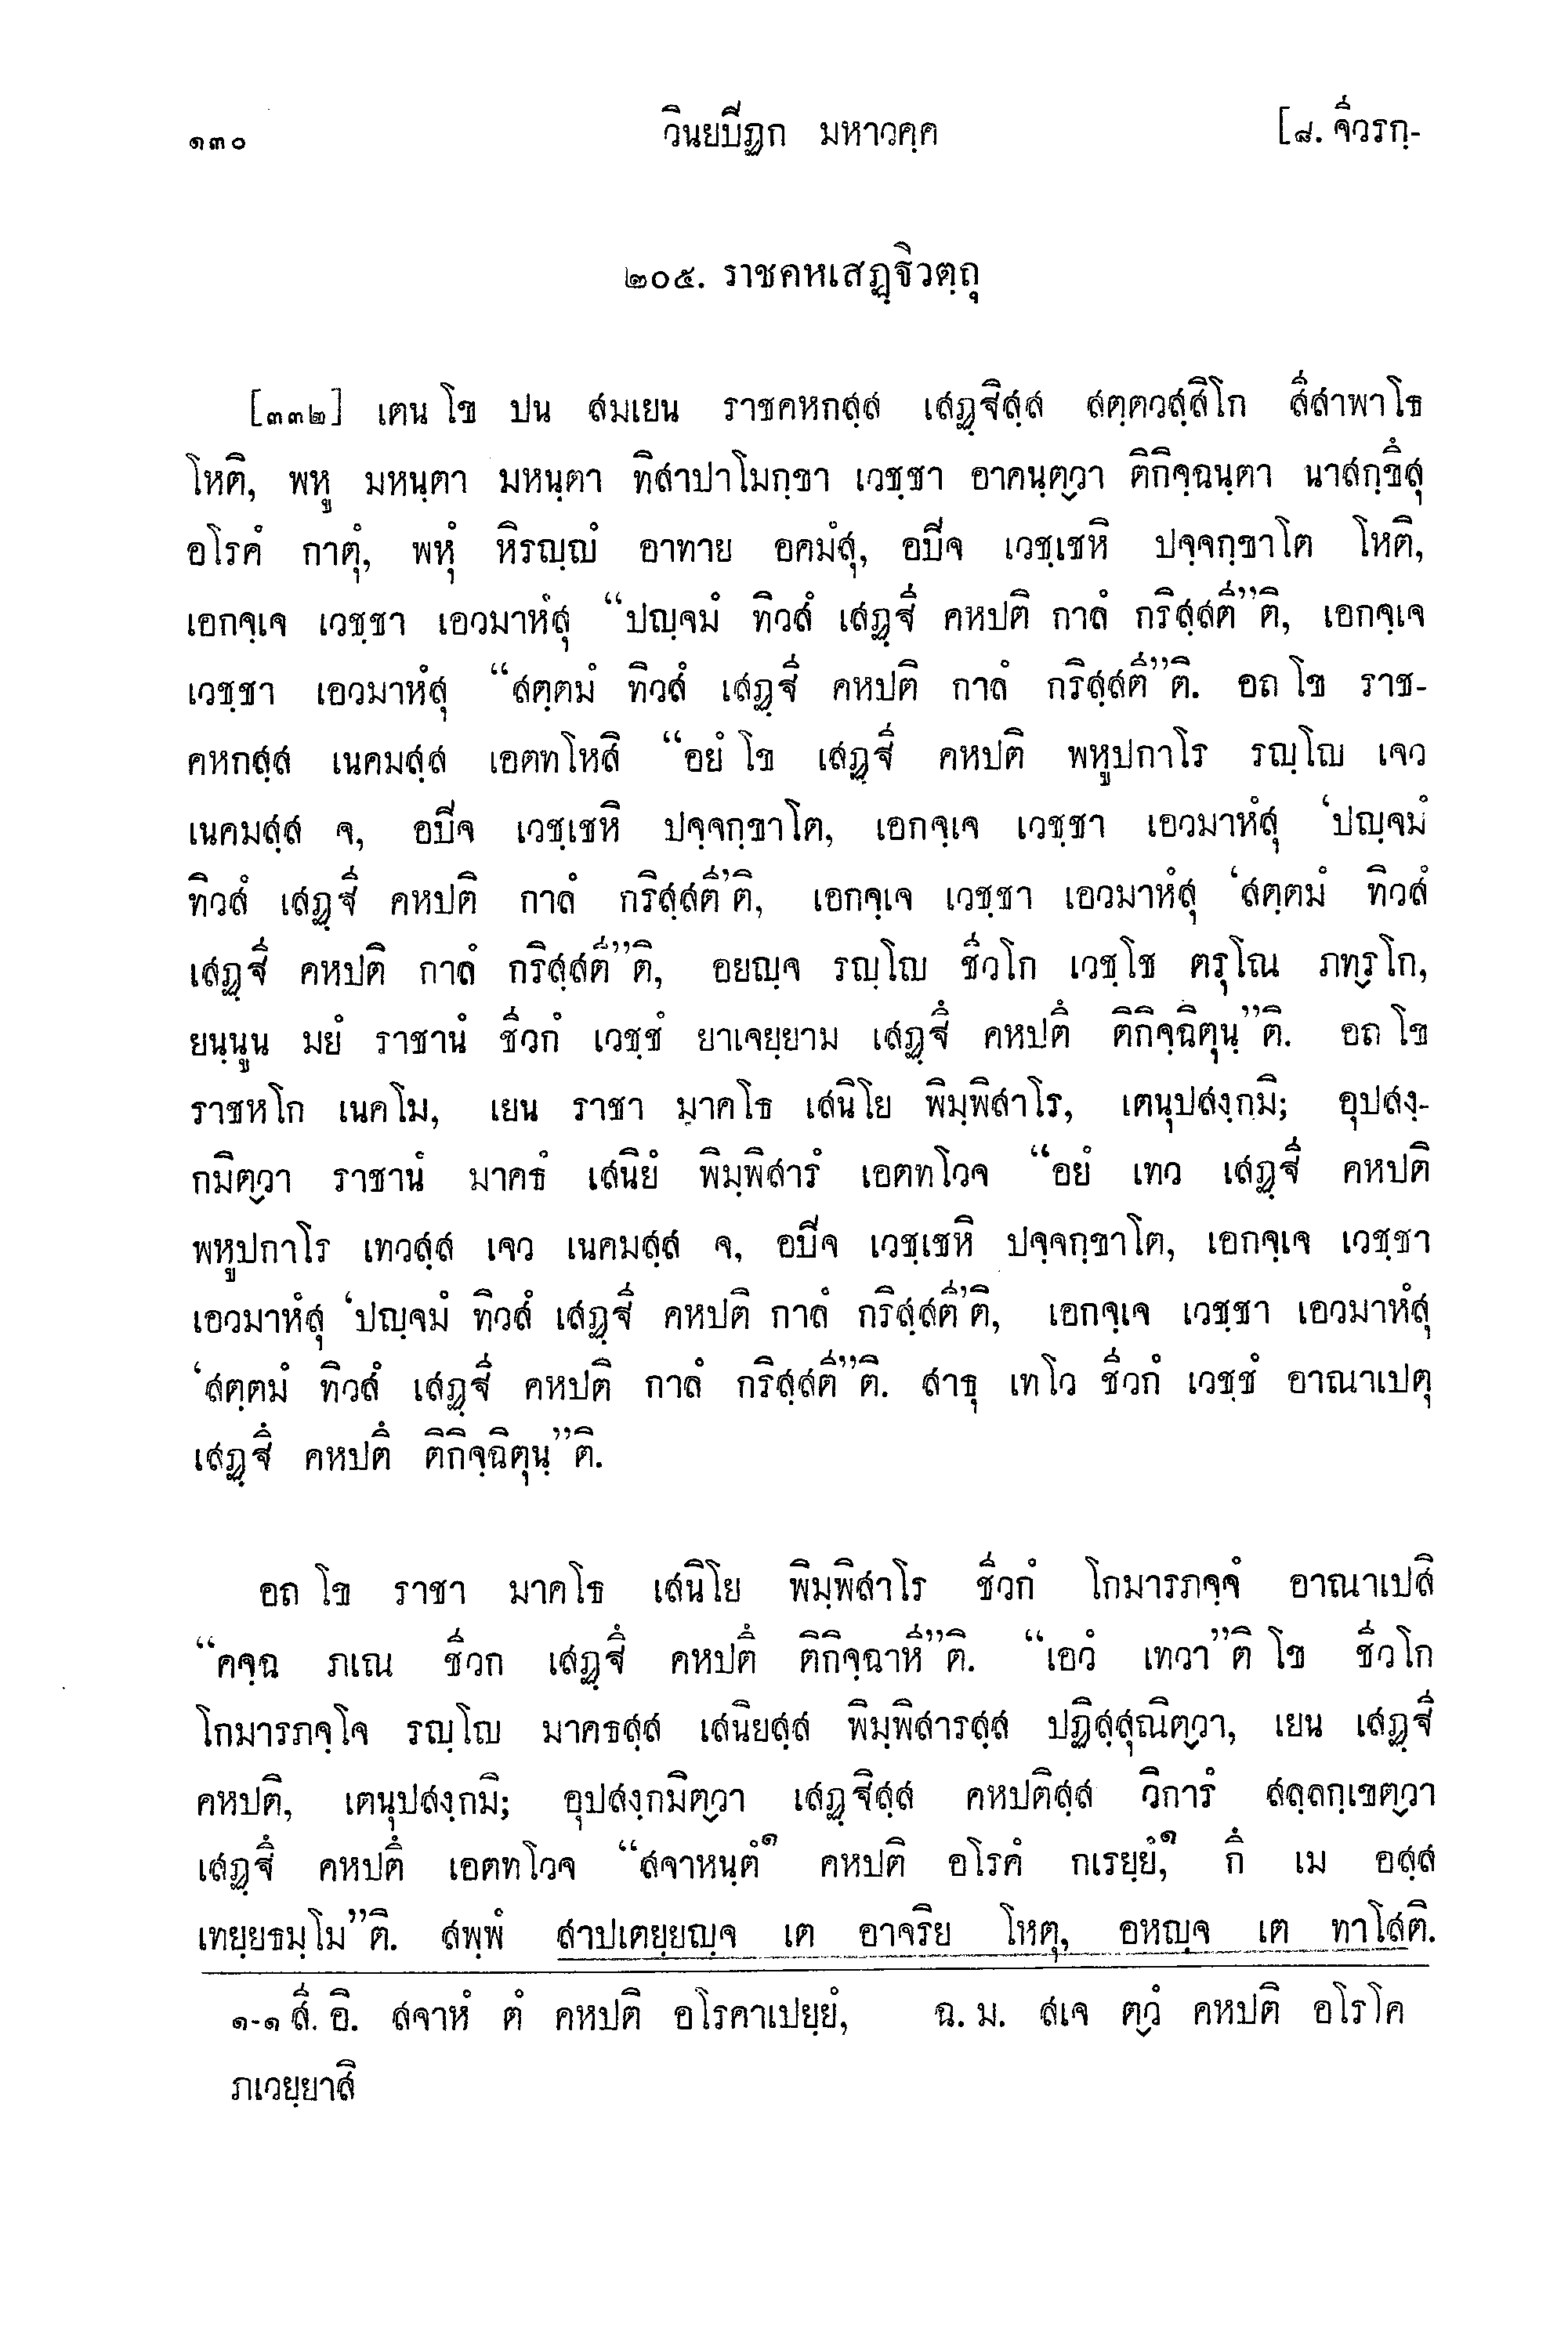 ๑๓๐ วินยปิฏก มหาวคฺค [๘. จีวรกฺ-
๒๐๕. ราชคหเสฏฺฐิวตฺถุ
[๓๓๒] เตน โข ปน สมเยน ราชคหกสฺส เสฏฺฐิสฺส สตฺตวสฺสิโก สีสาพาโธ
โหติ, พหู มหนฺตา มหนฺตา ทิสาปาโมกฺขา เวชฺชา อาคนฺตฺวา ติกิจฺฉนฺตา นาสกฺขึสุ
อโรคํ กาตุํ, พหุํ หิรญฺญํ อาทาย อคมํสุ, อปิจ เวชฺเชหิ ปจฺจกฺขาโต โหติ,
เอกจฺเจ เวชฺชา เอวมาหํสุ “ปญฺจมํ ทิวสํ เสฏฺฐี คหปติ กาลํ กริสฺสตี”ติ, เอกจฺเจ
เวชฺชา เอวมาหํสุ “สตฺตมํ ทิวสํ เสฏฺฐี คหปติ กาลํ กริสฺสตี”ติ. อถ โข ราช-
คหกสฺส เนคมสฺส เอตทโหสิ “อยํ โข เสฏฺฐี คหปติ พหูปกาโร รญฺโญ เจว
เนคมสฺส จ, อปิจ เวชฺเชหิ ปจฺจกฺขาโต, เอกจฺเจ เวชฺชา เอวมาหํสุ ‘ปญฺจมํ
ทิวสํ เสฏฺฐี คหปติ กาลํ กริสฺสตี’ติ, เอกจฺเจ เวชฺชา เอวมาหํสุ ‘สตฺตมํ ทิวสํ
เสฏฺฐี คหปติ กาลํ กริสฺสตี”ติ, อยญฺจ รญฺโญ ชีวโก เวชฺโช ตรุโณ ภทฺรโก,
ยนฺนูน มยํ ราชานํ ชีวกํ เวชฺชํ ยาเจยฺยาม เสฏฺฐึ คหปตึ ติกิจฺฉิตุนฺ”ติ. อถ โข
ราชหโก เนคโม, เยน ราชา มาคโธ เสนิโย พิมฺพิสาโร, เตนุปสงฺกมิ; อุปสงฺ-
กมิตฺวา ราชานํ มาคธํ เสนิยํ พิมฺพิสารํ เอตทโวจ “อยํ เทว เสฏฺฐี คหปติ
พหูปกาโร เทวสฺส เจว เนคมสฺส จ, อปิจ เวชฺเชหิ ปจฺจกฺขาโต, เอกจฺเจ เวชฺชา
เอวมาหํสุ ‘ปญฺจมํ ทิวสํ เสฏฺฐี คหปติ กาลํ กริสฺสตี’ติ, เอกจฺเจ เวชฺชา เอวมาหํสุ
‘สตฺตมํ ทิวสํ เสฏฺฐี คหปติ กาลํ กริสฺสตี”ติ. สาธุ เทโว ชีวกํ เวชฺชํ อาณาเปตุ
เสฏฺฐึ คหปตึ ติกิจฺฉิตุนฺ”ติ.
อถ โข ราชา มาคโธ เสนิโย พิมฺพิสาโร ชีวกํ โกมารภจฺจํ อาณาเปสิ
“คจฺฉ ภเณ ชีวก เสฏฺฐึ คหปตึ ติกิจฺฉาหี”ติ. “เอวํ เทวา”ติ โข ชีวโก
โกมารภจฺโจ รญฺโญ มาคธสฺส เสนิยสฺส พิมฺพิสารสฺส ปฏิสฺสุณิตฺวา, เยน เสฏฺฐี
คหปติ, เตนุปสงฺกมิ; อุปสงฺกมิตฺวา เสฏฺฐิสฺส คหปติสฺส วิการํ สลฺลกฺเขตฺวา
เสฏฺฐึ คหปตึ เอตทโวจ “สจาหนฺตํ๑ คหปติ อโรคํ กเรยฺยํ,๑ กึ เม อสฺส
เทยฺยธมฺโม”ติ. สพฺพํ สาปเตยฺยญฺจ เต อาจริย โหตุ, อหญฺจ เต ทาโสติ.
๑-๑ สี. อิ. สจาหํ ตํ คหปติ อโรคาเปยฺยํ, ฉ. ม. สเจ ตฺวํ คหปติ อโรโค
ภเวยฺยาสิ